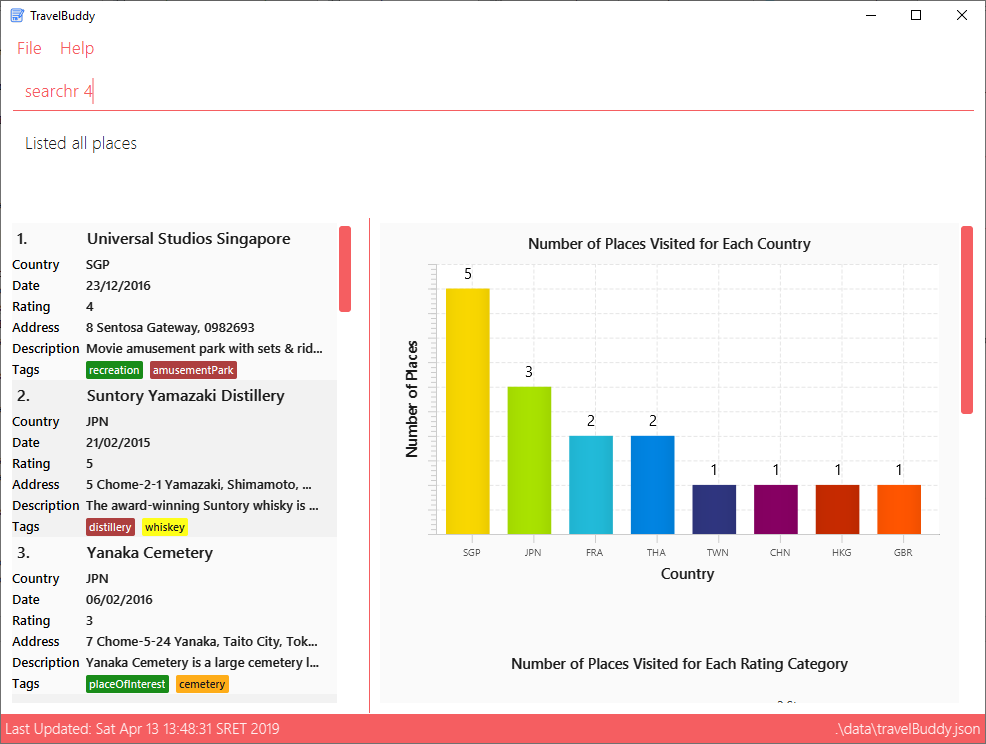 TravelBuddy
File Help
searchr 4
Listed all places
1. Universal Studios Singapore
Country SGP
Date 23/12/2016
Rating 4
Address 8 Sentosa Gateway, 0982693
Description Movie amusement park with sets & rid...
Tags recreation amusementPark
2. Suntory Yamazaki Distillery
Country JPN
Date 21/02/2015
Rating 5
Address 5 Chome-2-1 Yamazaki, Shimamoto, ...
Description The award-winning Suntory whisky is ...
Tags distillery whiskey
3. Yanaka Cemetery
Country JPN
Date 06/02/2016
Rating 3
Address 7 Chome-5-24 Yanaka, Taito City, Tok...
Description Yanaka Cemetery is a large cemetery l...
Tags placeOfInterest cemetery
Number of Places Visited for Each Country
Number of Places
5 3 2 2 1 1 1 1
SGP JPN FRA THA TWN CHN HKG GBR
Country
Number of Places Visited for Each Rating Category
Last Updated: Sat Apr 13 13:48:31 SRET 2019
.\data\travelBuddy.json